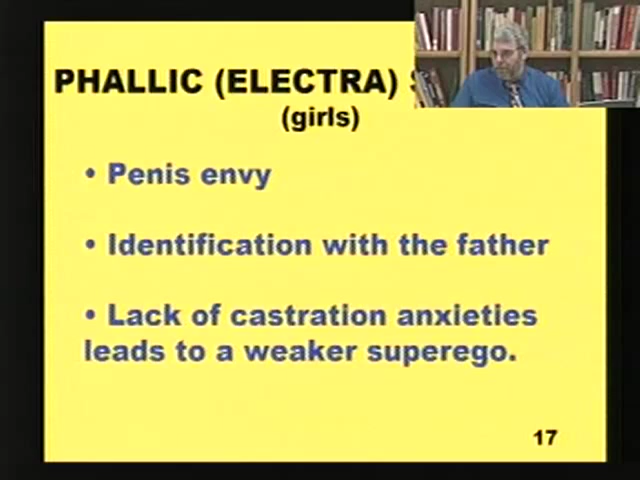 PHALLIC (ELECTRA)
(girls)
• Penis envy
• Identification with the father
• Lack of castration anxieties
leads to a weaker superego.
17